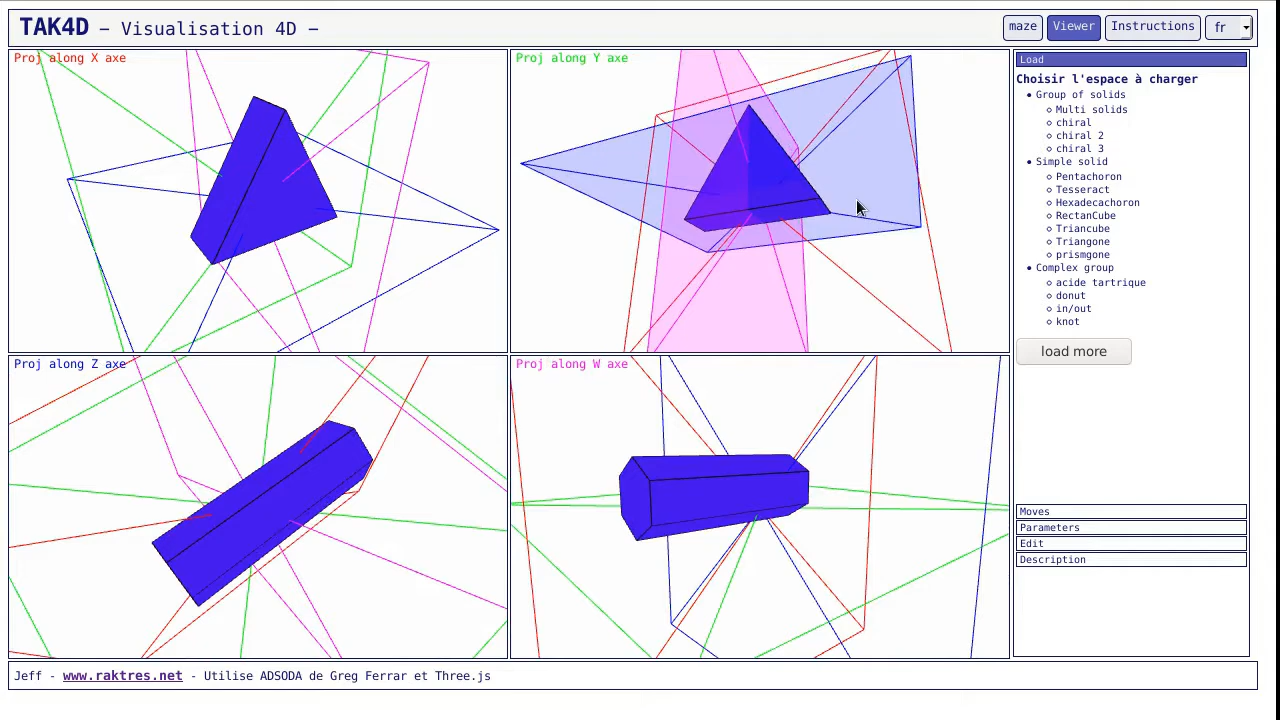 TAK4D – Visualisation 4D –
maze
Viewer
Instructions
fr
Proj along X axe
Proj along Y axe
Proj along Z axe
Proj along W axe
Load
Choisir l'espace à charger
Group of solids
Multi solids
chiral
chiral 2
chiral 3
Simple solid
Pentachoron
Tesseract
Hexadecachoron
RectanCube
Triancube
Triangone
prismgone
Complex group
acide tartrique
donut
in/out
knot
load more
Moves
Parameters
Edit
Description
Jeff - www.raktres.net - Utilise ADSODA de Greg Ferrar et Three.js